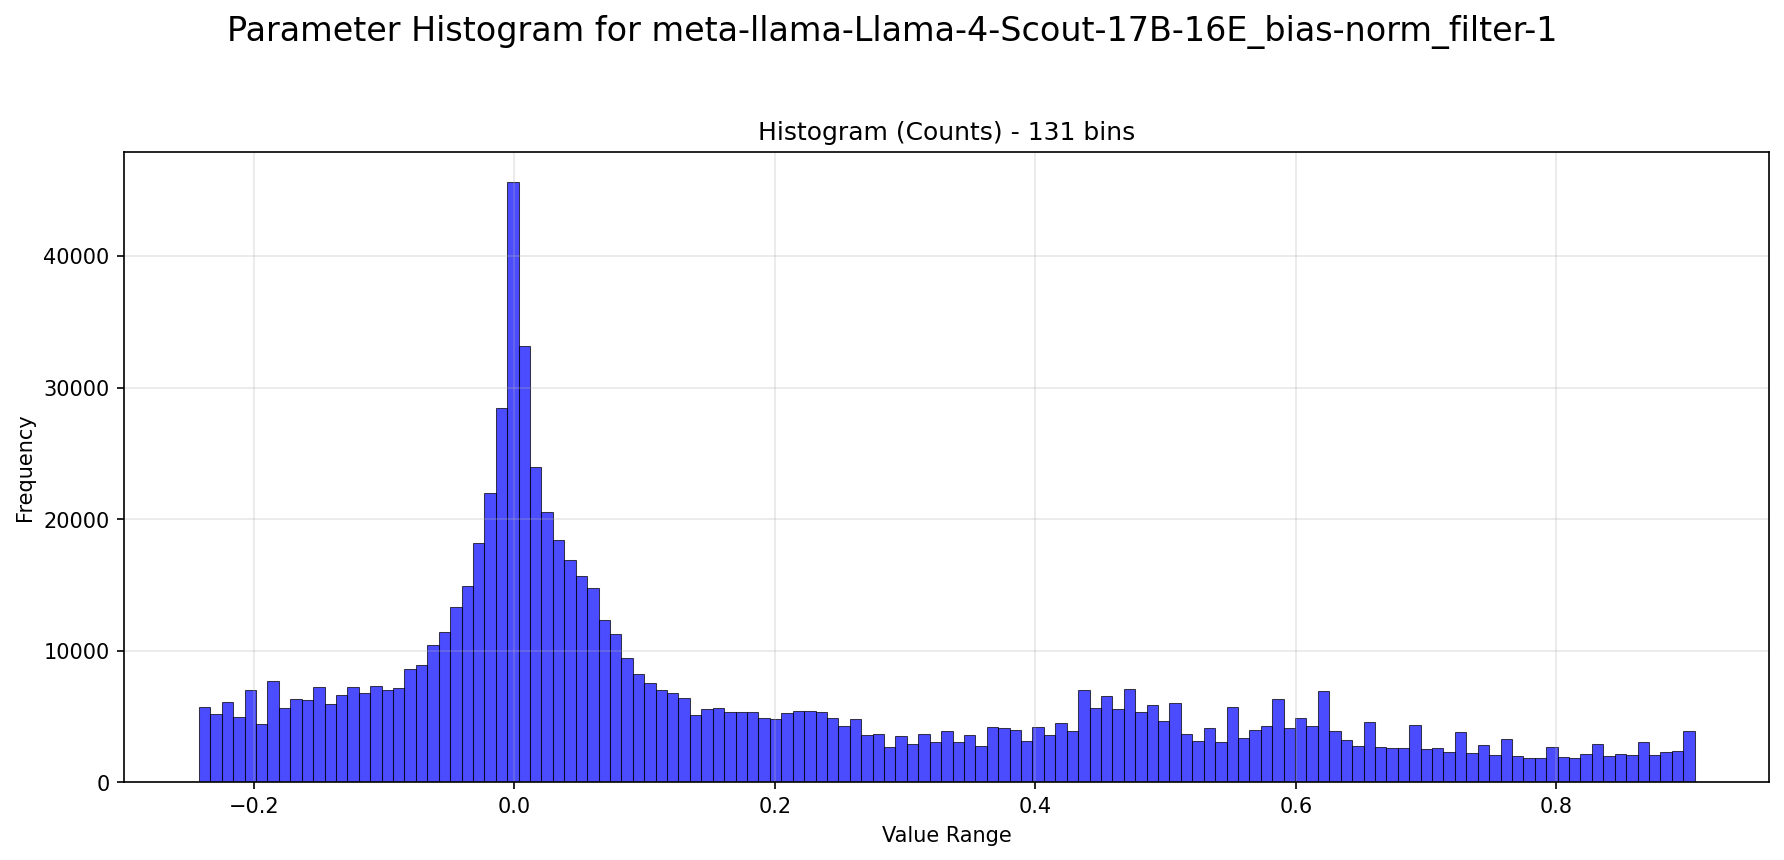 Parameter Histogram for meta-llama-Llama-4-Scout-17B-16E_bias-norm_filter-1
Histogram (Counts) - 131 bins
Frequency
40000
30000
20000
10000
0
−0.2
0.0
0.2
0.4
0.6
0.8
Value Range